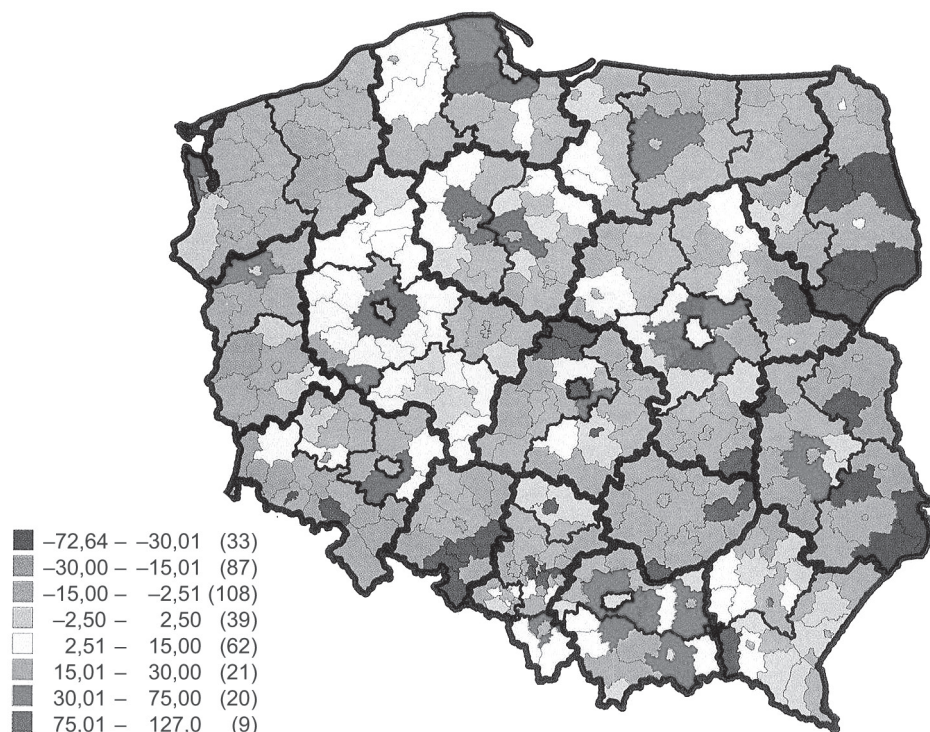 –72,64 – –30,01 (33)
–30,00 – –15,01 (87)
–15,00 – –2,51 (108)
–2,50 – 2,50 (39)
2,51 – 15,00 (62)
15,01 – 30,00 (21)
30,01 – 75,00 (20)
75,01 – 127,0 (9)